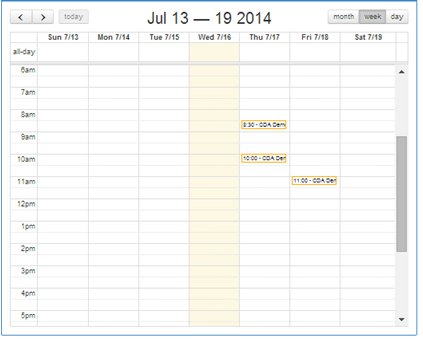 < > today Jul 13 — 19 2014 month week day
Sun 7/13 Mon 7/14 Tue 7/15 Wed 7/16 Thu 7/17 Fri 7/18 Sat 7/19
all-day
6am
7am
8am
8:30 - CDA Dem
9am
10am 10:00 - CDA Der
11am 11:00 - CDA Der
12pm
1pm
2pm
3pm
4pm
5pm